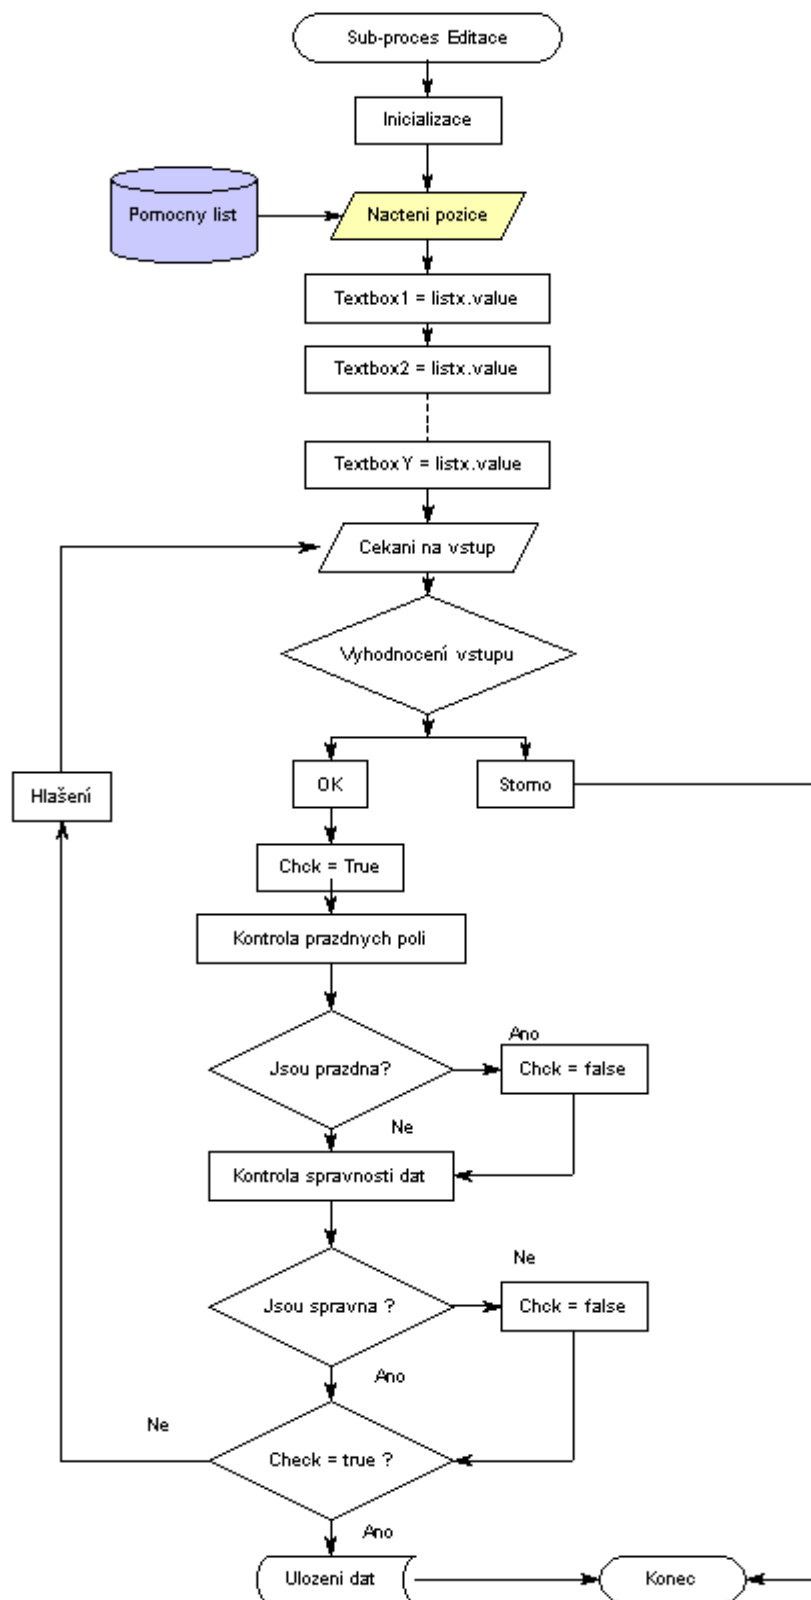 Sub-proces Editace
Inicializace
Pomocny list
Nacteni pozice
Textbox1 = listx.value
Textbox2 = listx.value
TextboxY = listx.value
Cekani na vstup
Vyhodnocení vstupu
Hlašení
OK
Storno
Chck = True
Kontrola prazdnych poli
Ano
Jsou prazdna?
Chck = false
Ne
Kontrola spravnosti dat
Ne
Jsou spravna ?
Chck = false
Ano
Ne
Check = true ?
Ano
Ulozeni dat
Konec